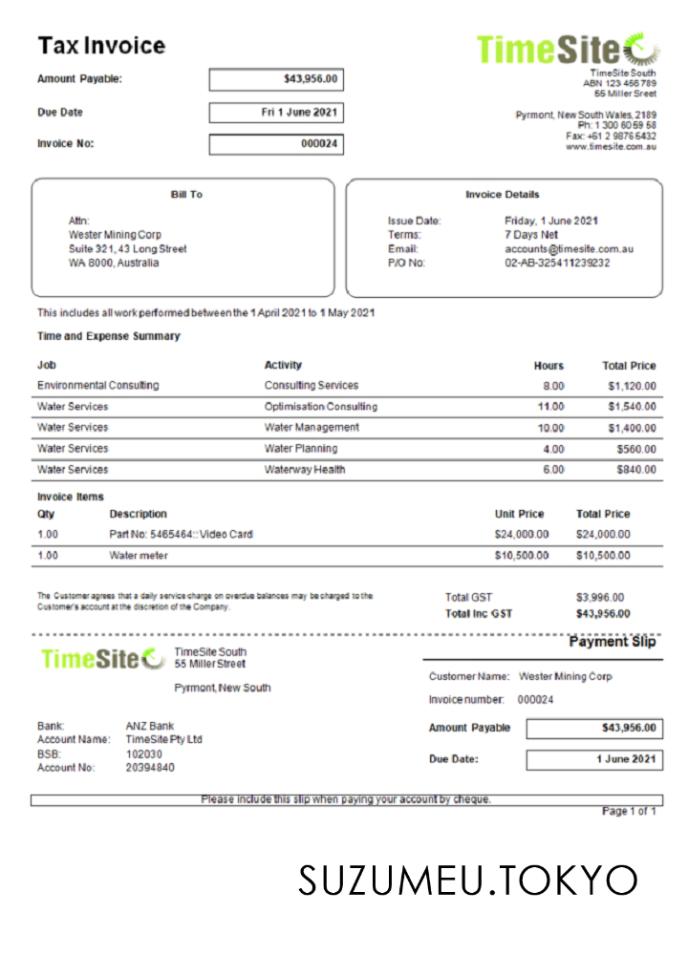 Tax Invoice
TimeSite
Amount Payable: $43,956.00
Due Date Fri 1 June 2021
Invoice No: 000024
TimeSite South
ABN 123 456 789
55 Miller Sreet
Pyrmont, New South Wales, 2189
Ph: 1 300 60 59 58
Fax: +61 2 9876 5432
www.timesite.com.au
Bill To
Attn:
Wester Mining Corp
Suite 321, 43 Long Street
WA 8000, Australia
Invoice Details
Issue Date: Friday, 1 June 2021
Terms: 7 Days Net
Email: accounts@timesite.com.au
P/O No: 02-AB-325411239232
This includes all work performed between the 1 April 2021 to 1 May 2021
Time and Expense Summary
Job Activity Hours Total Price
Environmental Consulting Consulting Services 8.00 $1,120.00
Water Services Optimisation Consulting 11.00 $1,540.00
Water Services Water Management 10.00 $1,400.00
Water Services Water Planning 4.00 $560.00
Water Services Waterway Health 6.00 $840.00
Invoice Items
Qty Description Unit Price Total Price
1.00 Part No: 5465464:: Video Card $24,000.00 $24,000.00
1.00 Water meter $10,500.00 $10,500.00
The Customer agrees that a daily service charge on overdue balances may be charged to the
Customer's account at the discretion of the Company.
Total GST $3,996.00
Total Inc GST $43,956.00
Payment Slip
TimeSite
TimeSite South
55 Miller Street
Pyrmont, New South
Customer Name: Wester Mining Corp
Invoice number: 000024
Bank: ANZ Bank
Account Name: TimeSite Pty Ltd
BSB: 102030
Account No: 20394840
Amount Payable $43,956.00
Due Date: 1 June 2021
Please include this slip when paying your account by cheque.
Page 1 of 1
SUZUMEU.TOKYO